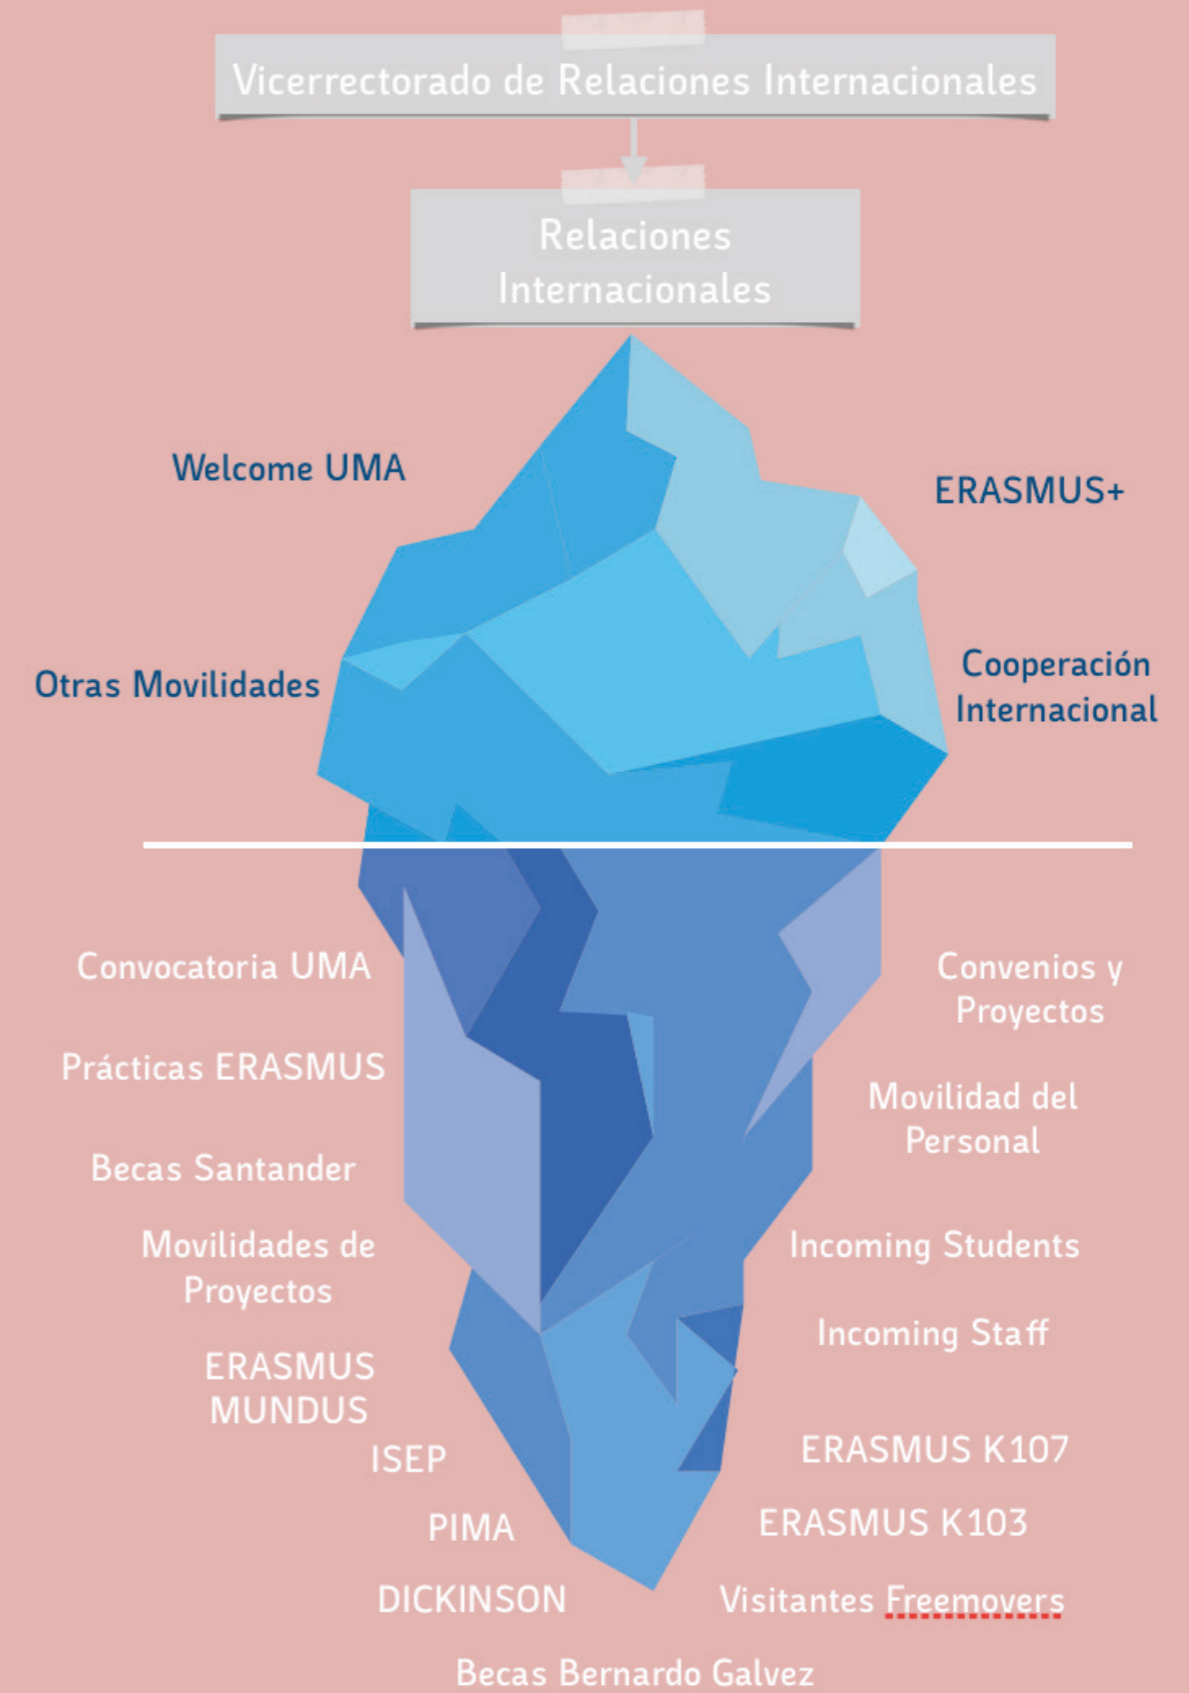 Vicerrectorado de Relaciones Internacionales
Relaciones
Internacionales
Welcome UMA
ERASMUS+
Otras Movilidades
Cooperación
Internacional
Convocatoria UMA
Prácticas ERASMUS
Becas Santander
Movilidades de
Proyectos
ERASMUS
MUNDUS
ISEP
PIMA
DICKINSON
Convenios y
Proyectos
Movilidad del
Personal
Incoming Students
Incoming Staff
ERASMUS K107
ERASMUS K103
Visitantes Freemovers
Becas Bernardo Galvez